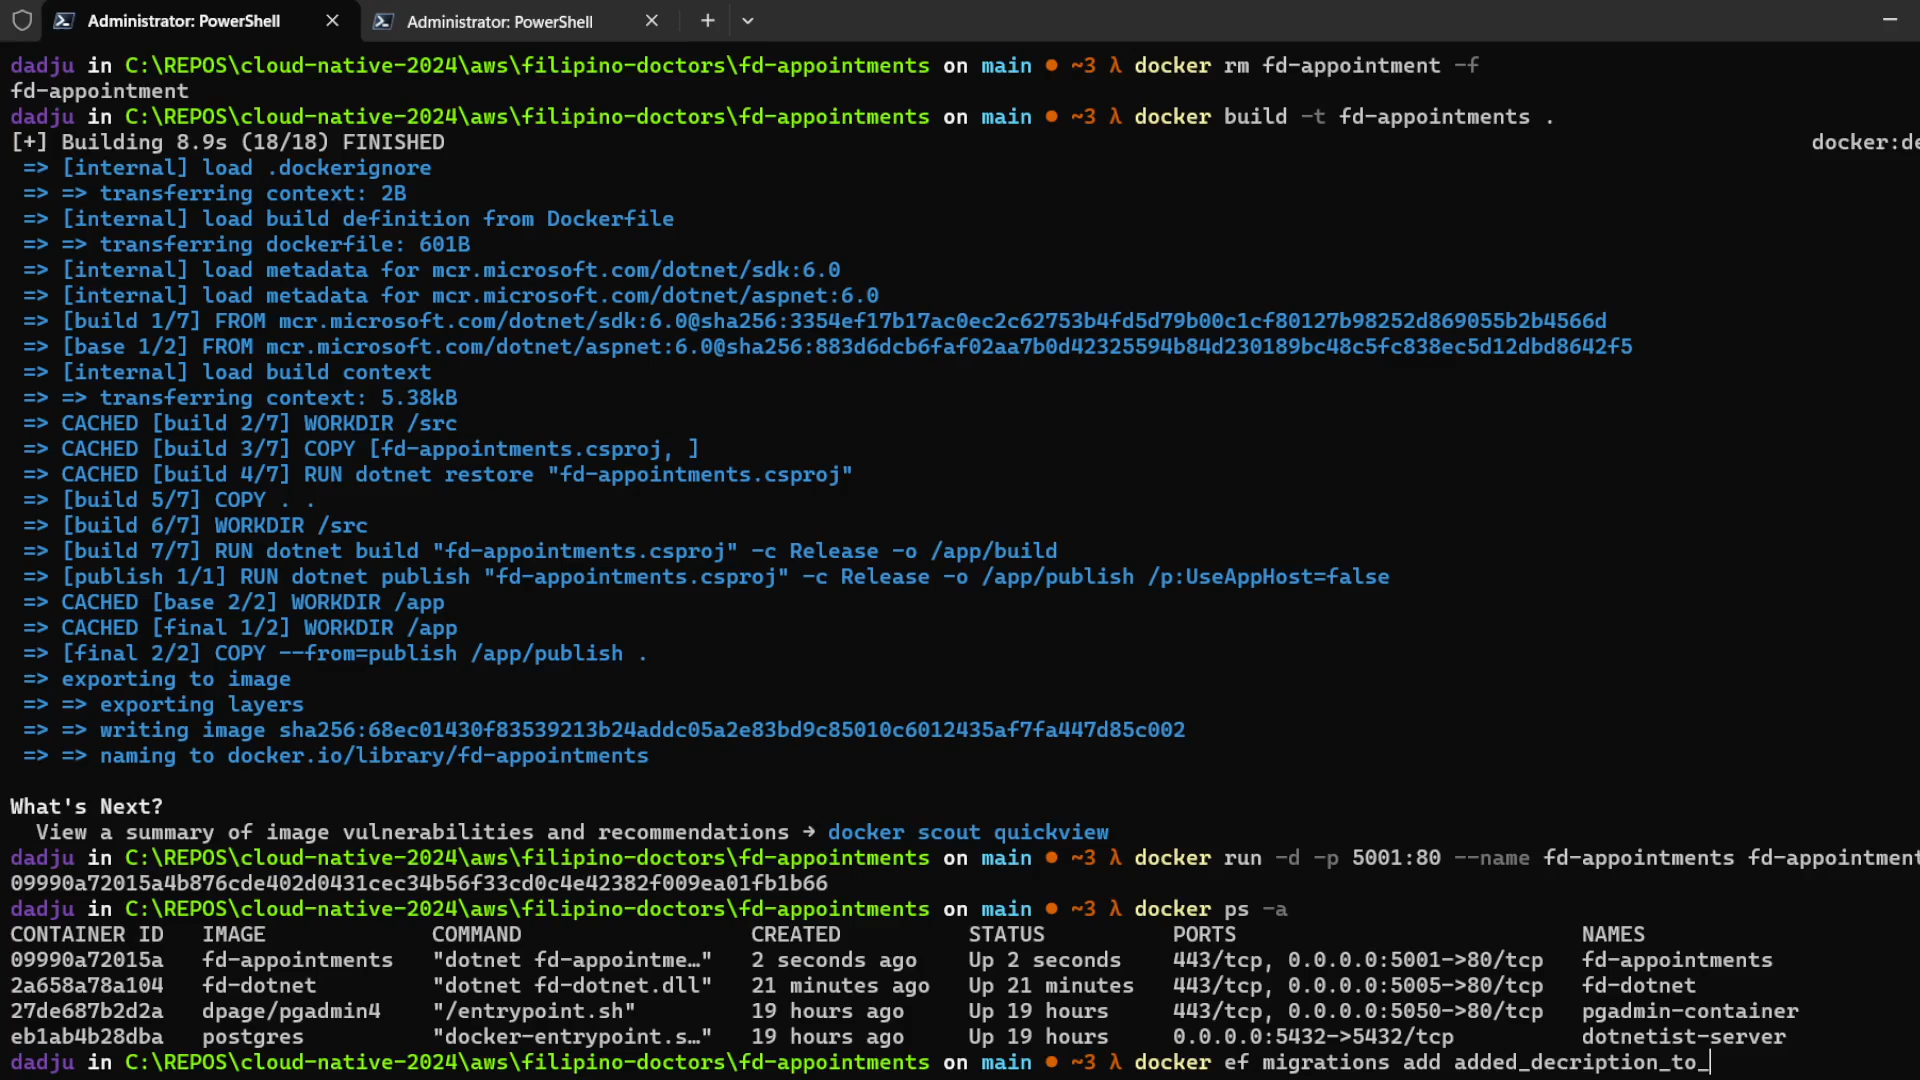 Administrator: PowerShell
Administrator: PowerShell
dadju in C:\REPOS\cloud-native-2024\aws\filipino-doctors\fd-appointments on main ● ~3 λ docker rm fd-appointment -f
fd-appointment
dadju in C:\REPOS\cloud-native-2024\aws\filipino-doctors\fd-appointments on main ● ~3 λ docker build -t fd-appointments .
[+] Building 8.9s (18/18) FINISHED docker:de
=> [internal] load .dockerignore
=> => transferring context: 2B
=> [internal] load build definition from Dockerfile
=> => transferring dockerfile: 601B
=> [internal] load metadata for mcr.microsoft.com/dotnet/sdk:6.0
=> [internal] load metadata for mcr.microsoft.com/dotnet/aspnet:6.0
=> [build 1/7] FROM mcr.microsoft.com/dotnet/sdk:6.0@sha256:3354ef17b17ac0ec2c62753b4fd5d79b00c1cf80127b98252d869055b2b4566d
=> [base 1/2] FROM mcr.microsoft.com/dotnet/aspnet:6.0@sha256:883d6dcb6faf02aa7b0d42325594b84d230189bc48c5fc838ec5d12dbd8642f5
=> [internal] load build context
=> => transferring context: 5.38kB
=> CACHED [build 2/7] WORKDIR /src
=> CACHED [build 3/7] COPY [fd-appointments.csproj, ]
=> CACHED [build 4/7] RUN dotnet restore "fd-appointments.csproj"
=> [build 5/7] COPY . .
=> [build 6/7] WORKDIR /src
=> [build 7/7] RUN dotnet build "fd-appointments.csproj" -c Release -o /app/build
=> [publish 1/1] RUN dotnet publish "fd-appointments.csproj" -c Release -o /app/publish /p:UseAppHost=false
=> CACHED [base 2/2] WORKDIR /app
=> CACHED [final 1/2] WORKDIR /app
=> [final 2/2] COPY --from=publish /app/publish .
=> exporting to image
=> => exporting layers
=> => writing image sha256:68ec01430f83539213b24addc05a2e83bd9c85010c6012435af7fa447d85c002
=> => naming to docker.io/library/fd-appointments
What's Next?
View a summary of image vulnerabilities and recommendations → docker scout quickview
dadju in C:\REPOS\cloud-native-2024\aws\filipino-doctors\fd-appointments on main ● ~3 λ docker run -d -p 5001:80 --name fd-appointments fd-appointment
09990a72015a4b876cde402d0431cec34b56f33cd0c4e42382f009ea01fb1b66
dadju in C:\REPOS\cloud-native-2024\aws\filipino-doctors\fd-appointments on main ● ~3 λ docker ps -a
CONTAINER ID IMAGE COMMAND CREATED STATUS PORTS NAMES
09990a72015a fd-appointments "dotnet fd-appointme…" 2 seconds ago Up 2 seconds 443/tcp, 0.0.0.0:5001->80/tcp fd-appointments
2a658a78a104 fd-dotnet "dotnet fd-dotnet.dll" 21 minutes ago Up 21 minutes 443/tcp, 0.0.0.0:5005->80/tcp fd-dotnet
27de687b2d2a dpage/pgadmin4 "/entrypoint.sh" 19 hours ago Up 19 hours 443/tcp, 0.0.0.0:5050->80/tcp pgadmin-container
eb1ab4b28dba postgres "docker-entrypoint.s…" 19 hours ago Up 19 hours 0.0.0.0:5432->5432/tcp dotnetist-server
dadju in C:\REPOS\cloud-native-2024\aws\filipino-doctors\fd-appointments on main ● ~3 λ docker ef migrations add added_decription_to_